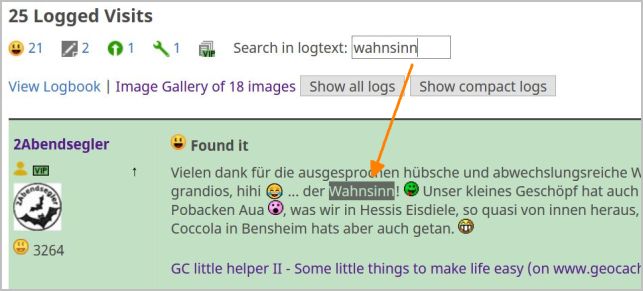 25 Logged Visits
21 2 1 1 VIP Search in logtext: wahnsinn
View Logbook | Image Gallery of 18 images Show all logs Show compact logs
2Abendsegler Found it
VIP ↑ Vielen dank für die ausgesprochen hübsche und abwechslungsreiche W
grandios, hihi ... der Wahnsinn! Unser kleines Geschöpf hat auch
2Abendsegler Pobacken Aua , was wir in Hessis Eisdiele, so quasi von innen heraus,
Coccola in Bensheim hats aber auch getan.
3264
GC little helper II - Some little things to make life easy (on www.geocach